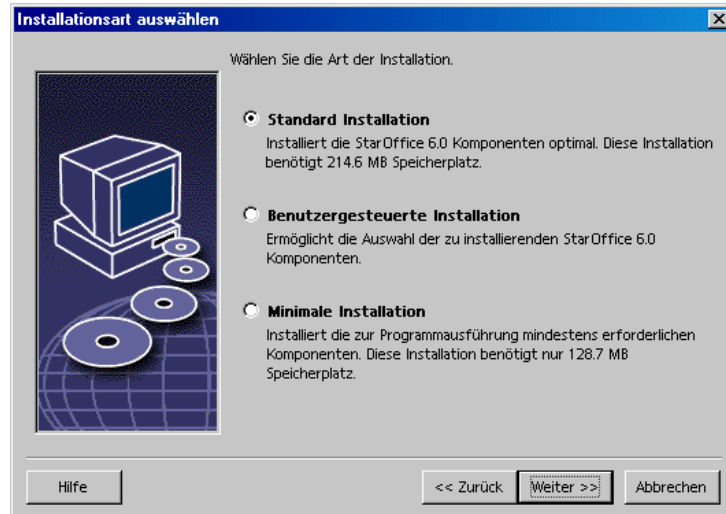 Installationsart auswählen
Wählen Sie die Art der Installation.
Standard Installation
Installiert die StarOffice 6.0 Komponenten optimal. Diese Installation
benötigt 214.6 MB Speicherplatz.
Benutzergesteuerte Installation
Ermöglicht die Auswahl der zu installierenden StarOffice 6.0
Komponenten.
Minimale Installation
Installiert die zur Programmausführung mindestens erforderlichen
Komponenten. Diese Installation benötigt nur 128.7 MB
Speicherplatz.
Hilfe
<< Zurück
Weiter >>
Abbrechen